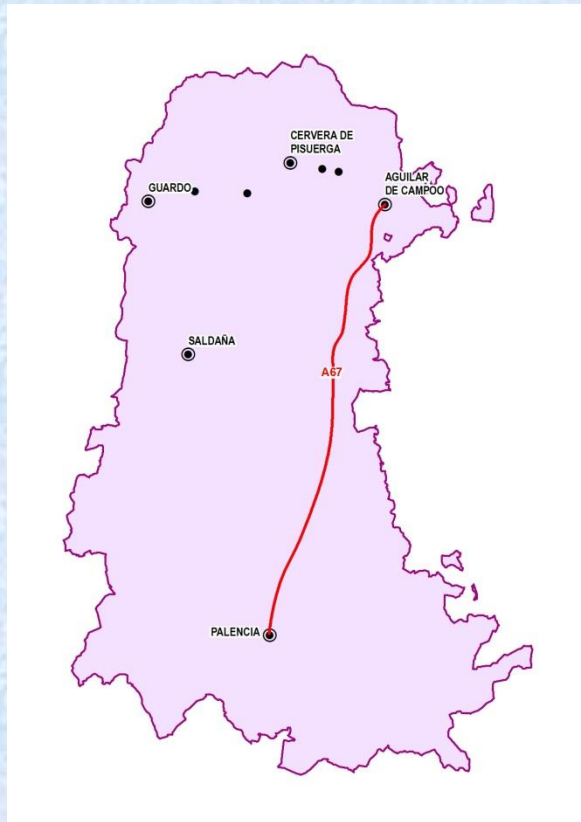 CERVERA DE
PISUERGA
GUARDO
AGUILAR
DE CAMPOO
SALDAÑA
A67
PALENCIA